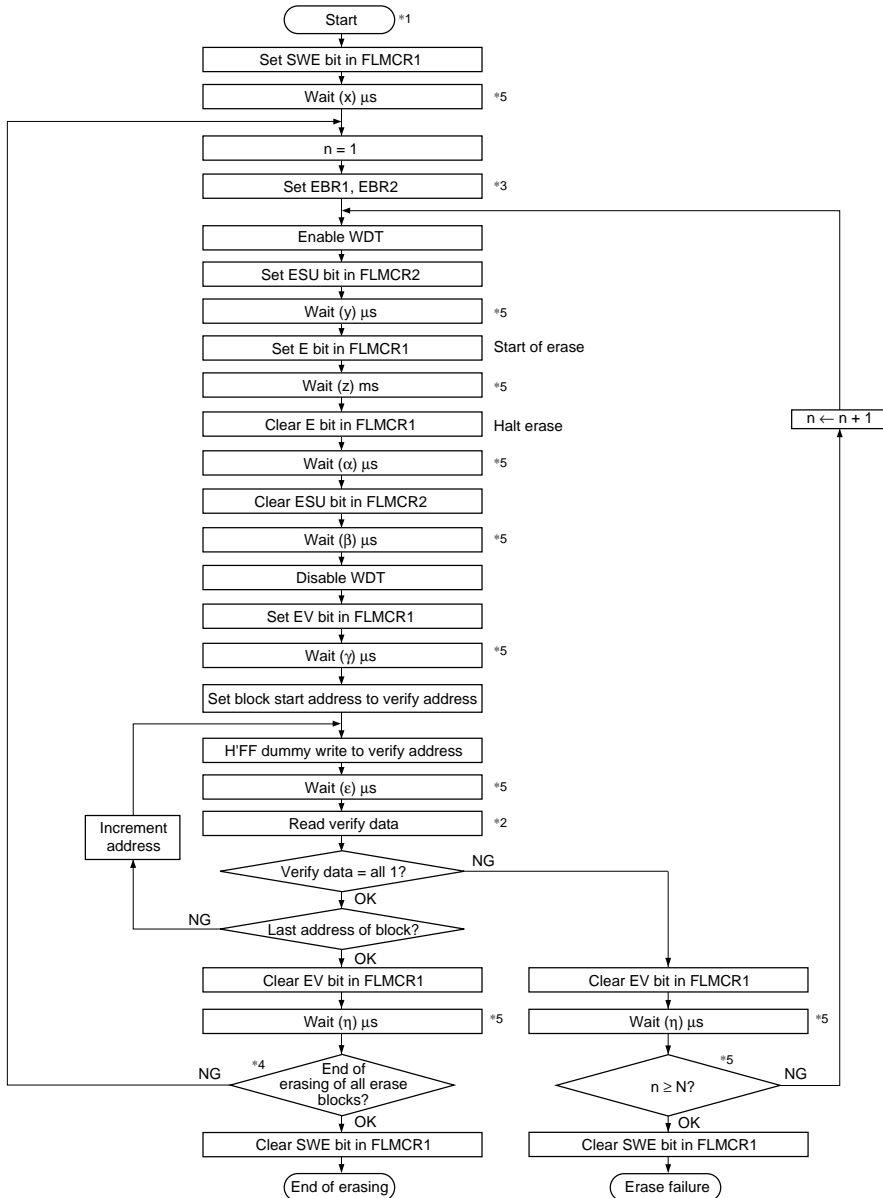 Start *1
Set SWE bit in FLMCR1
Wait (x) μs *5
n = 1
Set EBR1, EBR2 *3
Enable WDT
Set ESU bit in FLMCR2
Wait (y) μs *5
Set E bit in FLMCR1 Start of erase
Wait (z) ms *5
Clear E bit in FLMCR1 Halt erase
n ← n + 1
Wait (α) μs *5
Clear ESU bit in FLMCR2
Wait (β) μs *5
Disable WDT
Set EV bit in FLMCR1
Wait (γ) μs *5
Set block start address to verify address
H'FF dummy write to verify address
Wait (ε) μs *5
Increment
address
Read verify data *2
Verify data = all 1? NG
OK
NG Last address of block?
OK
Clear EV bit in FLMCR1 Clear EV bit in FLMCR1
Wait (η) μs *5 Wait (η) μs *5
NG *4 End of
erasing of all erase
blocks?
*5 n ≥ N? NG
OK OK
Clear SWE bit in FLMCR1 Clear SWE bit in FLMCR1
End of erasing Erase failure